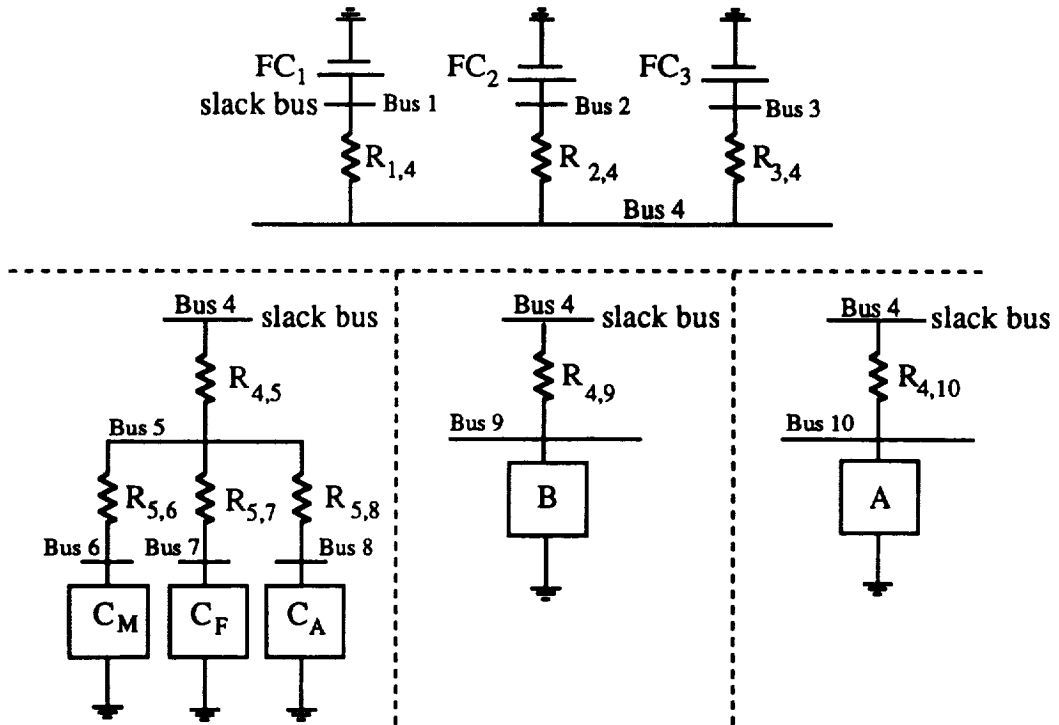 FC1 FC2 FC3
slack bus Bus 1 Bus 2 Bus 3
R1,4 R2,4 R3,4
Bus 4
Bus 4 slack bus Bus 4 slack bus Bus 4 slack bus
R4,5 R4,9 R4,10
Bus 5 Bus 9 Bus 10
R5,6 R5,7 R5,8 B A
Bus 6 Bus 7 Bus 8
CM CF CA